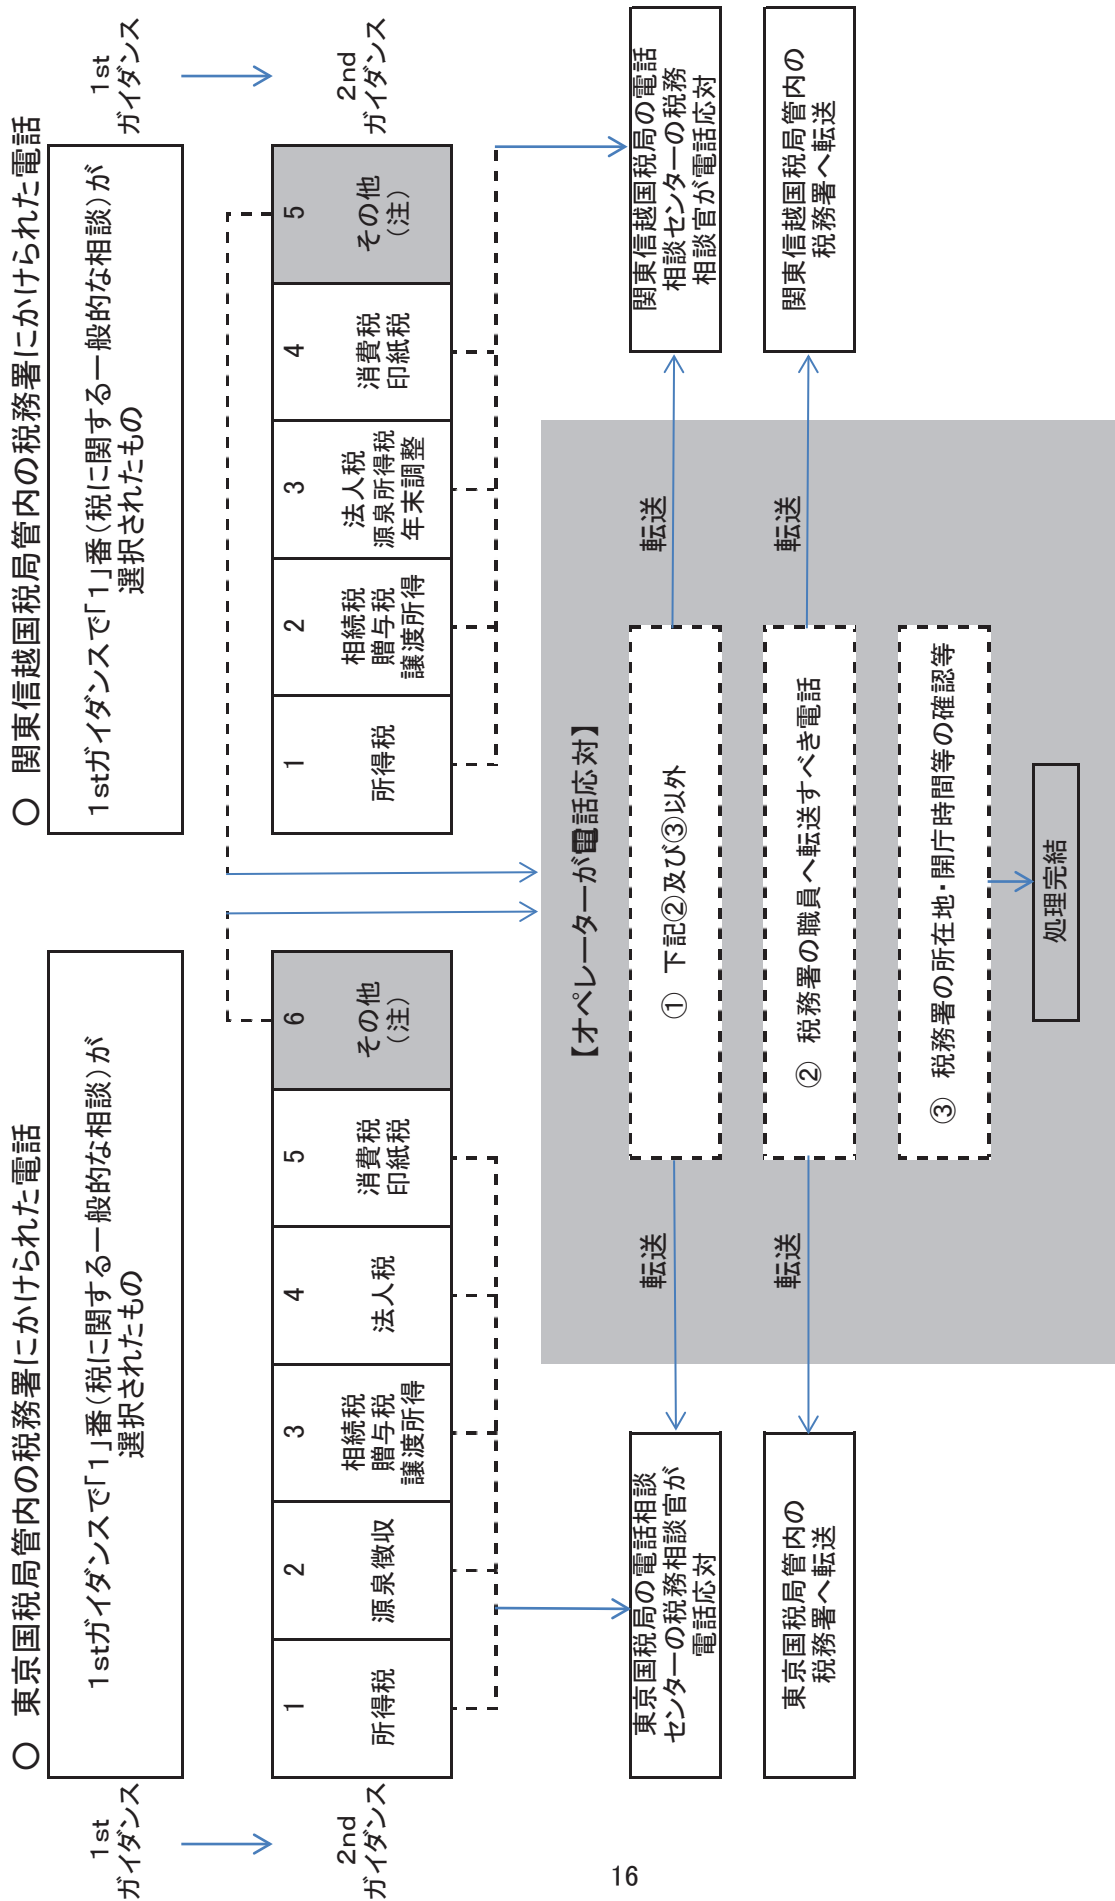 ○　東京国税局管内の税務署にかけられた電話
1st
ガイダンス
1stガイダンスで「1」番（税に関する一般的な相談）が
選択されたもの
2nd
ガイダンス
1
所得税
2
源泉徴収
3
相続税
贈与税
譲渡所得
4
法人税
5
消費税
印紙税
6
その他
（注）
○　関東信越国税局管内の税務署にかけられた電話
1stガイダンスで「1」番（税に関する一般的な相談）が
選択されたもの
1st
ガイダンス
1
所得税
2
相続税
贈与税
譲渡所得
3
法人税
源泉所得税
年末調整
4
消費税
印紙税
5
その他
（注）
2nd
ガイダンス
【オペレーターが電話応対】
東京国税局の電話相談
センターの税務相談官が
電話応対
転送
①　下記②及び③以外
転送
関東信越国税局の電話
相談センターの税務
相談官が電話応対
東京国税局管内の
税務署へ転送
転送
②　税務署の職員へ転送すべき電話
転送
関東信越国税局管内の
税務署へ転送
③　税務署の所在地・開庁時間等の確認等
処理完結
16